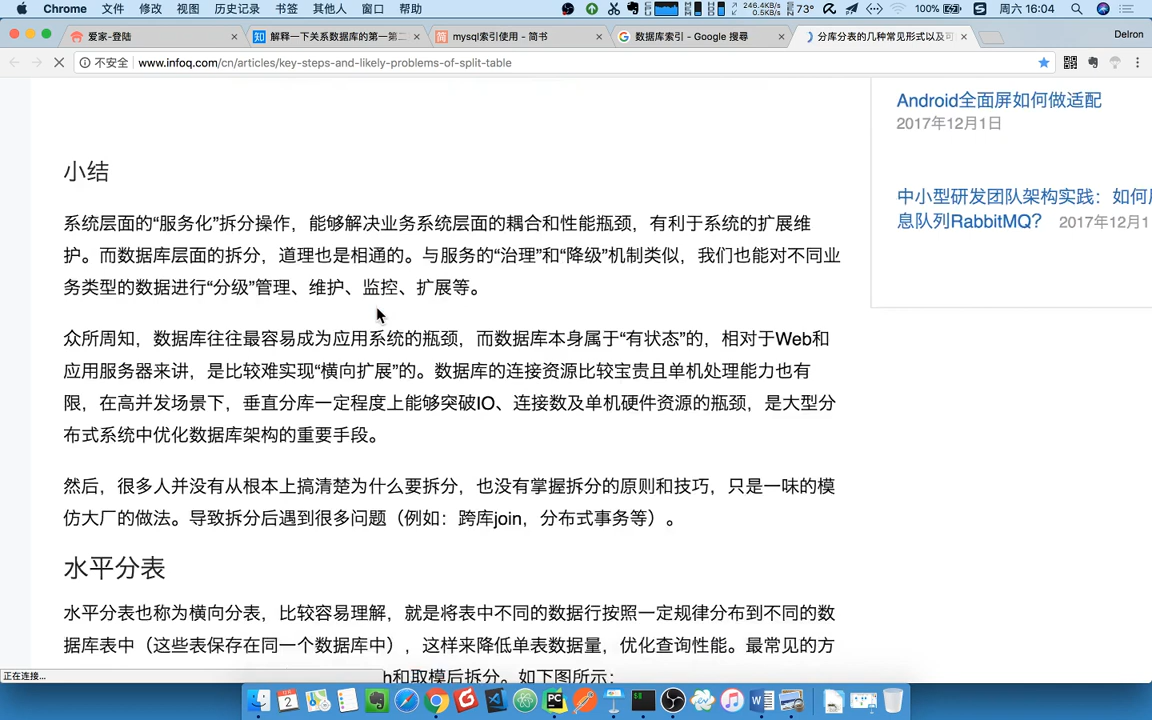 Chrome 文件 修改 视图 历史记录 书签 其他人 窗口 帮助 246.4KB/s 0.5KB/s 73° 100% 周六 16:04
爱家-登陆 解释一下关系数据库的第一第二 mysql索引使用 - 简书 数据库索引 - Google 搜尋 分库分表的几种常见形式以及可 Delron
不安全 www.infoq.com/cn/articles/key-steps-and-likely-problems-of-split-table
Android全面屏如何做适配
2017年12月1日
中小型研发团队架构实践：如何
息队列RabbitMQ? 2017年12月1
小结
系统层面的“服务化”拆分操作，能够解决业务系统层面的耦合和性能瓶颈，有利于系统的扩展维
护。而数据库层面的拆分，道理也是相通的。与服务的“治理”和“降级”机制类似，我们也能对不同业
务类型的数据进行“分级”管理、维护、监控、扩展等。
众所周知，数据库往往最容易成为应用系统的瓶颈，而数据库本身属于“有状态”的，相对于Web和
应用服务器来讲，是比较难实现“横向扩展”的。数据库的连接资源比较宝贵且单机处理能力也有
限，在高并发场景下，垂直分库一定程度上能够突破IO、连接数及单机硬件资源的瓶颈，是大型分
布式系统中优化数据库架构的重要手段。
然后，很多人并没有从根本上搞清楚为什么要拆分，也没有掌握拆分的原则和技巧，只是一味的模
仿大厂的做法。导致拆分后遇到很多问题（例如：跨库join，分布式事务等）。
水平分表
水平分表也称为横向分表，比较容易理解，就是将表中不同的数据行按照一定规律分布到不同的数
据库表中（这些表保存在同一个数据库中），这样来降低单表数据量，优化查询性能。最常见的方
h和取模后拆分。如下图所示：
正在连接...